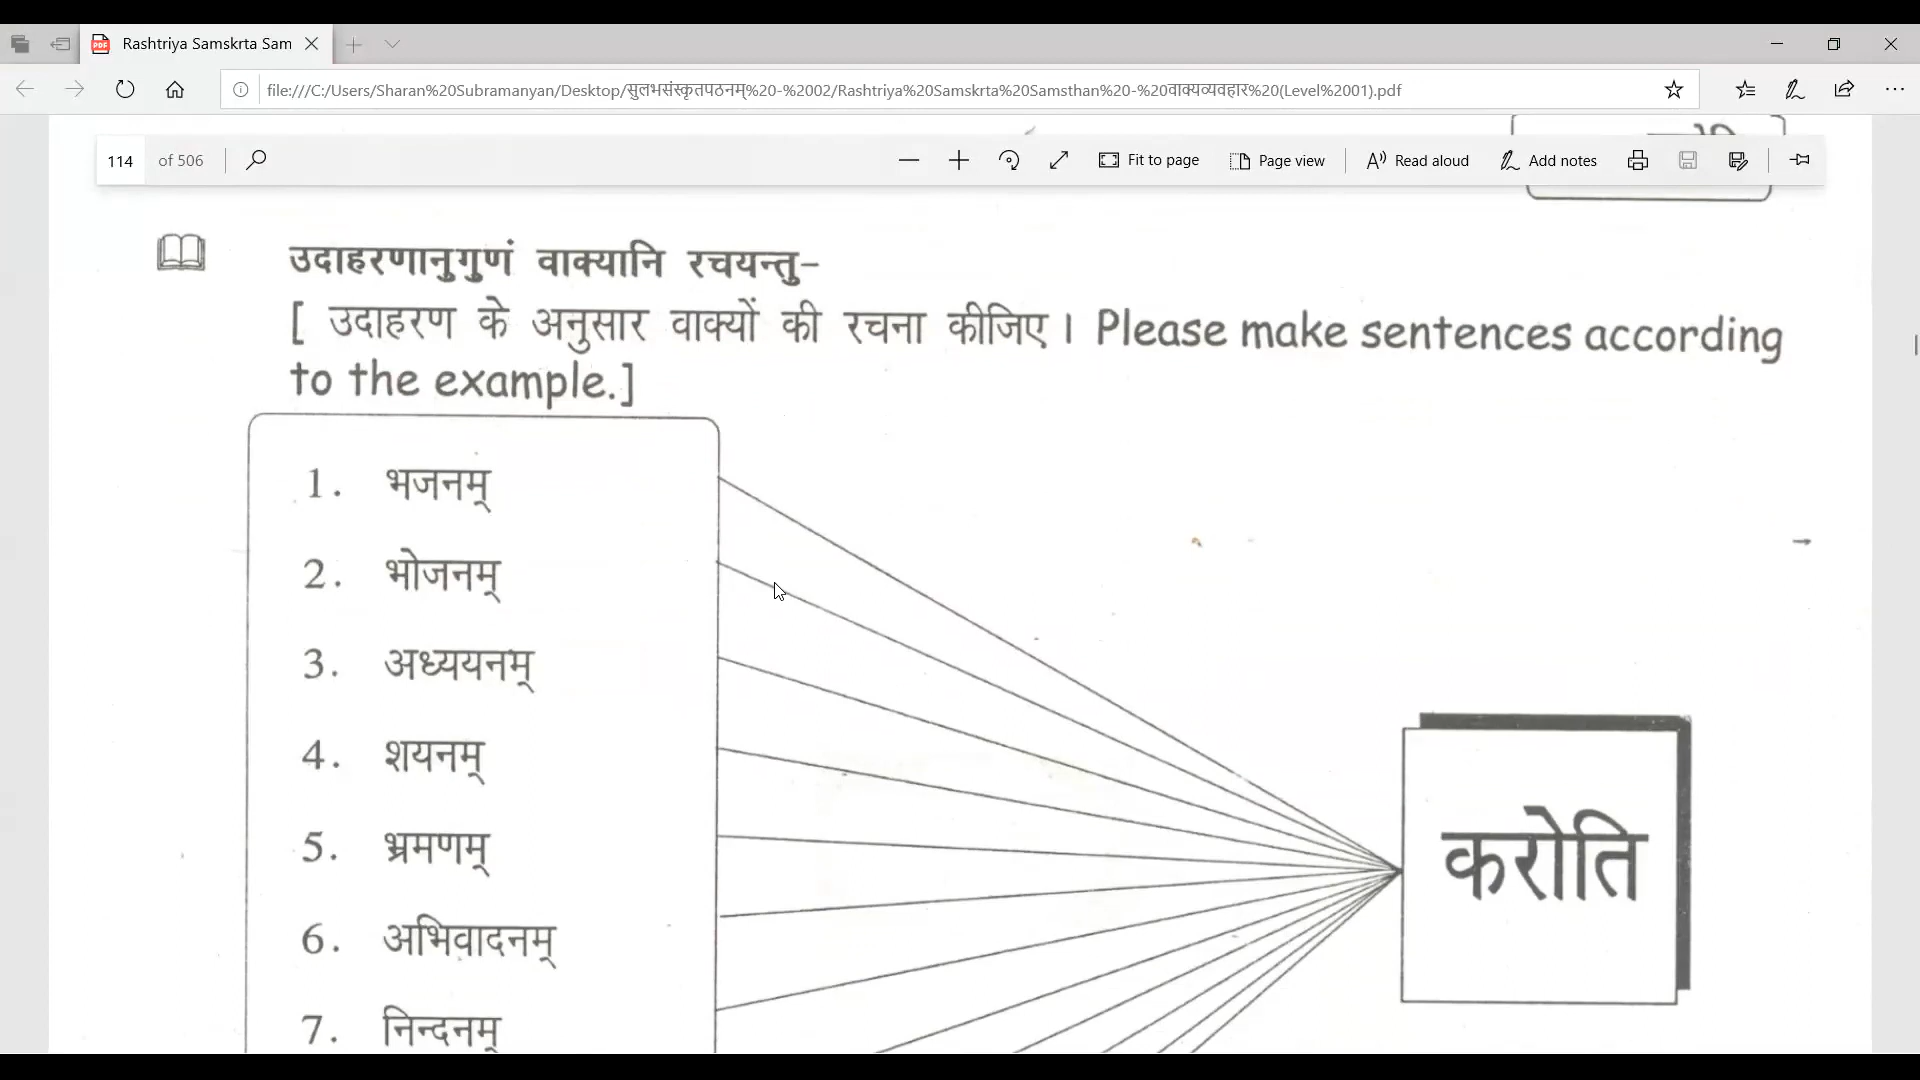 Rashtriya Samskrta Sam
file:///C:/Users/Sharan%20Subramanyan/Desktop/सुलभसंस्कृतपठनम्%20-%2002/Rashtriya%20Samskrta%20Samsthan%20-%20वाक्यव्यवहार%20(Level%2001).pdf
114 of 506 Fit to page Page view Read aloud Add notes
उदाहरणानुगुणं वाक्यानि रचयन्तु-
[ उदाहरण के अनुसार वाक्यों की रचना कीजिए । Please make sentences according
to the example.]
1. भजनम्
2. भोजनम्
3. अध्ययनम्
4. शयनम्
5. भ्रमणम्
6. अभिवादनम्
7. निन्दनम्
करोति